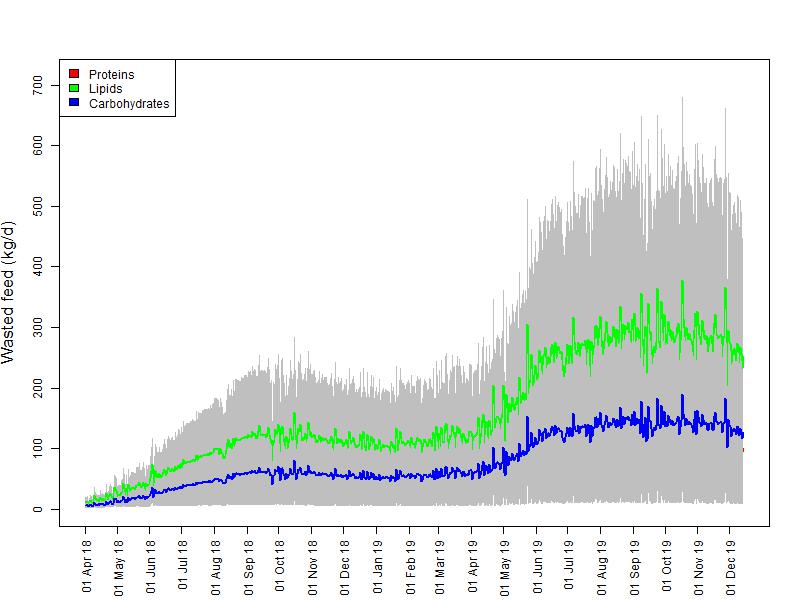 Proteins
Lipids
Carbohydrates
Wasted feed (kg/d)
700
600
500
400
300
200
100
0
01 Apr 18
01 May 18
01 Jun 18
01 Jul 18
01 Aug 18
01 Sep 18
01 Oct 18
01 Nov 18
01 Dec 18
01 Jan 19
01 Feb 19
01 Mar 19
01 Apr 19
01 May 19
01 Jun 19
01 Jul 19
01 Aug 19
01 Sep 19
01 Oct 19
01 Nov 19
01 Dec 19